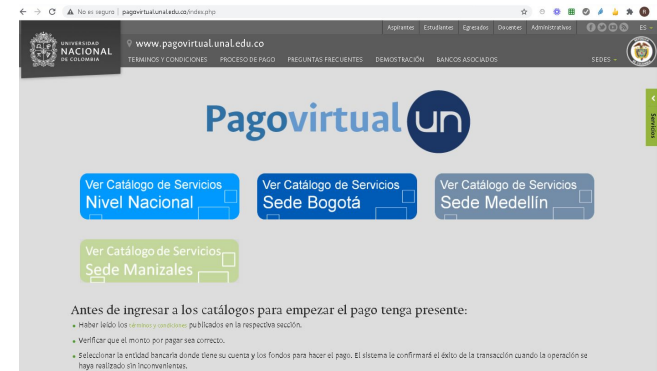 No es seguro | pagovirtual.unal.edu.co/index.php
Aspirantes Estudiantes Egresados Docentes Administrativos ES
UNIVERSIDAD
NACIONAL
DE COLOMBIA
www.pagovirtual.unal.edu.co
TERMINOS Y CONDICIONES PROCESO DE PAGO PREGUNTAS FRECUENTES DEMOSTRACIÓN BANCOS ASOCIADOS SEDES
Servicios
Pagovirtual un
Ver Catálogo de Servicios
Nivel Nacional
Ver Catálogo de Servicios
Sede Bogotá
Ver Catálogo de Servicios
Sede Medellín
Ver Catálogo de Servicios
Sede Manizales
Antes de ingresar a los catálogos para empezar el pago tenga presente:
Haber leído los términos y condiciones publicados en la respectiva sección.
Verificar que el monto por pagar sea correcto.
Seleccionar la entidad bancaria donde tiene su cuenta y los fondos para hacer el pago. El sistema le confirmará el éxito de la transacción cuando la operación se
haya realizado sin inconvenientes.